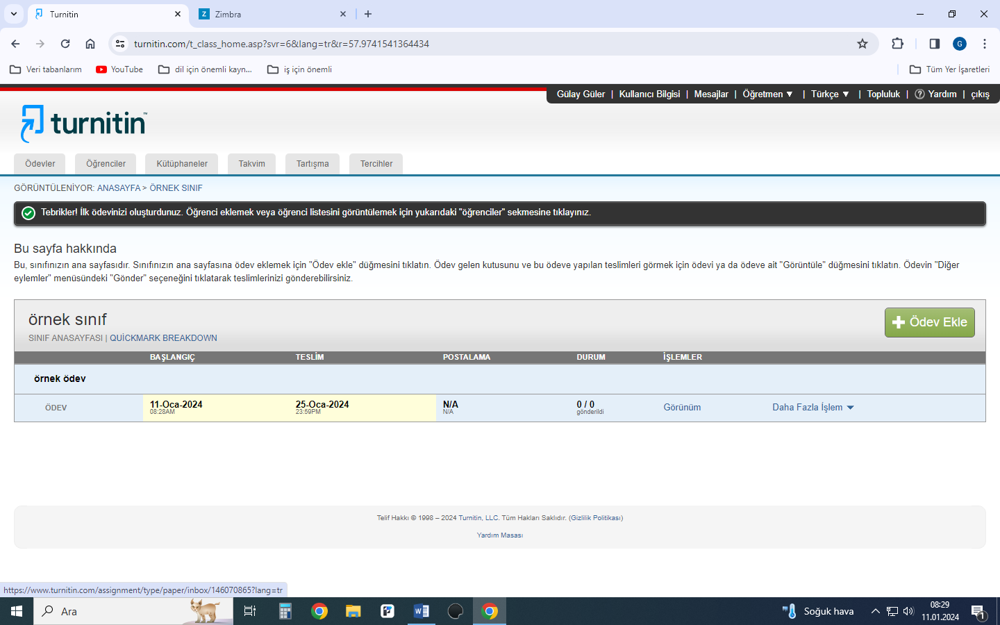 Turnitin
Zimbra
turnitin.com/t_class_home.asp?svr=6&lang=tr&r=57.9741541364434
G
Veri tabanlarım
YouTube
dil için önemli kayn...
iş için önemli
Tüm Yer İşaretleri
Gülay Güler | Kullanıcı Bilgisi | Mesajlar | Öğretmen ▼ | Türkçe ▼ | Topluluk | ? Yardım | çıkış
turnitin™
Ödevler
Öğrenciler
Kütüphaneler
Takvim
Tartışma
Tercihler
GÖRÜNTÜLENİYOR: ANASAYFA > ÖRNEK SINIF
Tebrikler! İlk ödevinizi oluşturdunuz. Öğrenci eklemek veya öğrenci listesini görüntülemek için yukarıdaki "öğrenciler" sekmesine tıklayınız.
Bu sayfa hakkında
Bu, sınıfınızın ana sayfasıdır. Sınıfınızın ana sayfasına ödev eklemek için "Ödev ekle" düğmesini tıklatın. Ödev gelen kutusunu ve bu ödeve yapılan teslimleri görmek için ödevi ya da ödeve ait "Görüntüle" düğmesini tıklatın. Ödevin "Diğer
eylemler" menüsündeki "Gönder" seçeneğini tıklatarak teslimlerinizi gönderebilirsiniz.
örnek sınıf
Ödev Ekle
SINIF ANASAYFASI | QUİCKMARK BREAKDOWN
BAŞLANGIÇ TESLİM POSTALAMA DURUM İŞLEMLER
örnek ödev
ÖDEV 11-Oca-2024 25-Oca-2024 N/A 0 / 0 Görünüm Daha Fazla İşlem
08:28AM 23:59PM N/A gönderildi
Telif Hakkı © 1998 – 2024 Turnitin, LLC. Tüm Hakları Saklıdır. (Gizlilik Politikası)
Yardım Masası
https://www.turnitin.com/assignment/type/paper/inbox/146070865?lang=tr
Ara
Soğuk hava
08:29
11.01.2024
1